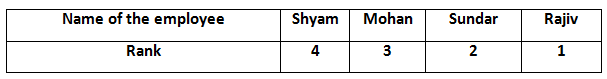 Name of the employee Shyam Mohan Sundar Rajiv
Rank 4 3 2 1